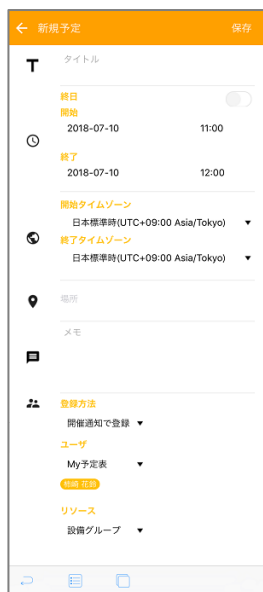 新規予定 保存
タイトル
終日
開始
2018-07-10 11:00
終了
2018-07-10 12:00
開始タイムゾーン
日本標準時(UTC+09:00 Asia/Tokyo)
終了タイムゾーン
日本標準時(UTC+09:00 Asia/Tokyo)
場所
メモ
登録方法
開催通知で登録
ユーザ
My予定表
リソース
設備グループ